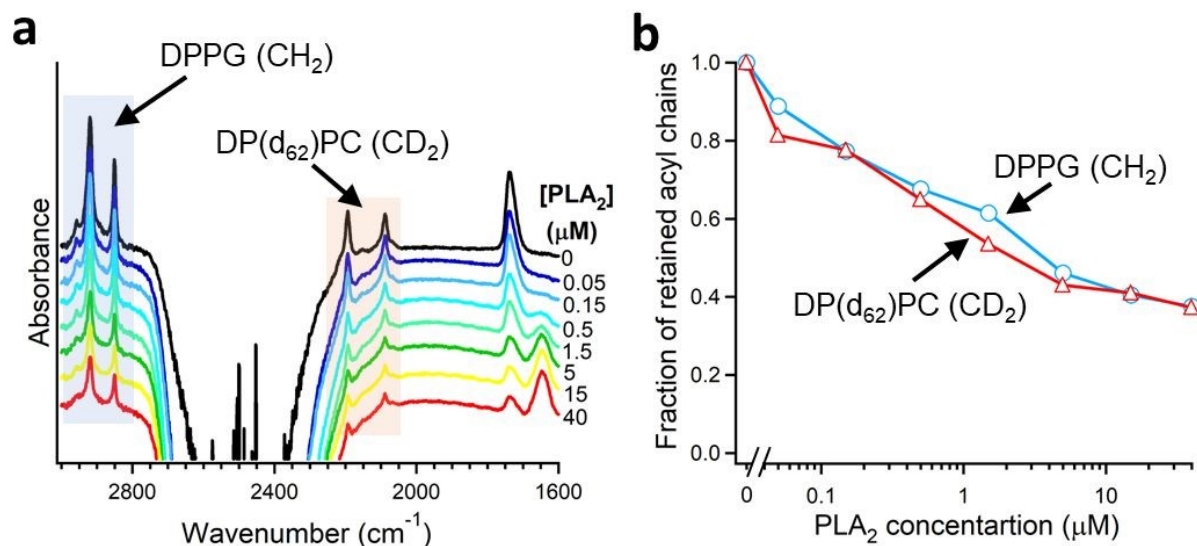 a
DPPG (CH₂)
DP(d₆₂)PC (CD₂)
[PLA₂]
(μM)
0
0.05
0.15
0.5
1.5
5
15
40
Absorbance
2800
2400
2000
1600
Wavenumber (cm⁻¹)
b
1.0
0.8
0.6
0.4
0.2
0.0
Fraction of retained acyl chains
DPPG (CH₂)
DP(d₆₂)PC (CD₂)
0
0.1
1
10
PLA₂ concentartion (μM)